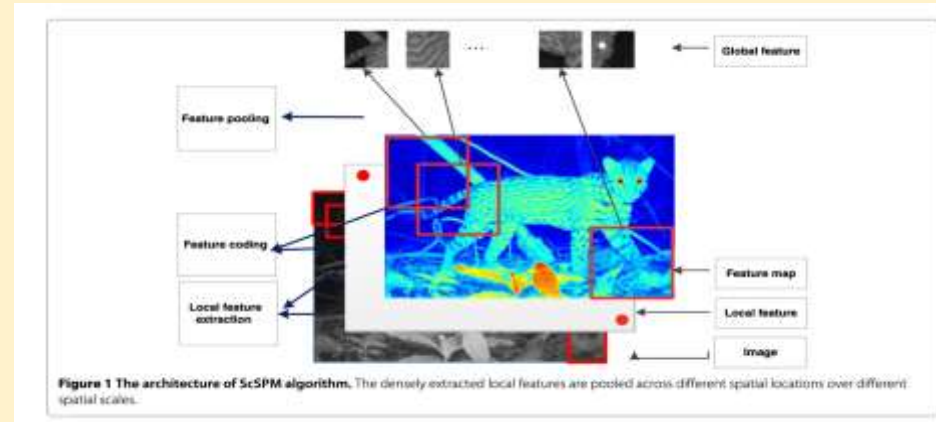 Global feature
Feature pooling
Feature coding
Feature map
Local feature
extraction
Local feature
Image
Figure 1 The architecture of ScSPM algorithm. The densely extracted local features are pooled across different spatial locations over different
spatial scales.